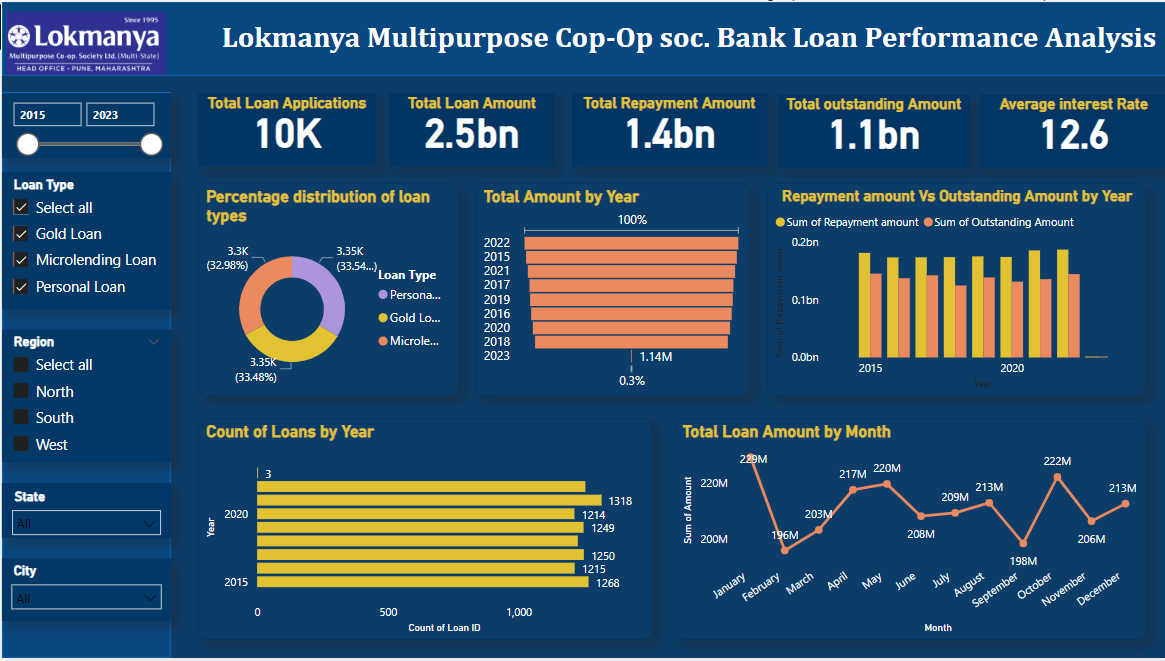 Since 1995
Lokmanya
Multipurpose Co-op. Society Ltd. (Multi-State)
HEAD OFFICE - PUNE, MAHARASHTRA
Lokmanya Multipurpose Cop-Op soc. Bank Loan Performance Analysis
2015 2023
Loan Type
Select all
Gold Loan
Microlending Loan
Personal Loan
Region
Select all
North
South
West
State
All
City
All
Total Loan Applications
10K
Total Loan Amount
2.5bn
Total Repayment Amount
1.4bn
Total outstanding Amount
1.1bn
Average interest Rate
12.6
Percentage distribution of loan
types
3.3K
(32.98%)
3.35K
(33.54...)
3.35K
(33.48%)
Loan Type
Persona...
Gold Lo...
Microle...
Total Amount by Year
100%
2022
2015
2021
2017
2019
2016
2020
2018
2023
1.14M
0.3%
Repayment amount Vs Outstanding Amount by Year
Sum of Repayment amount Sum of Outstanding Amount
Sum of Repayment amoun
0.2bn
0.1bn
0.0bn
2015 2020
Year
Count of Loans by Year
Year
3
1318
2020 1214
1249
1250
1215
2015 1268
0 500 1,000
Count of Loan ID
Total Loan Amount by Month
Sum of Amount
220M
200M
229M
196M
203M
217M
220M
208M
209M
213M
198M
222M
206M
213M
January February March April May June July August September October November December
Month